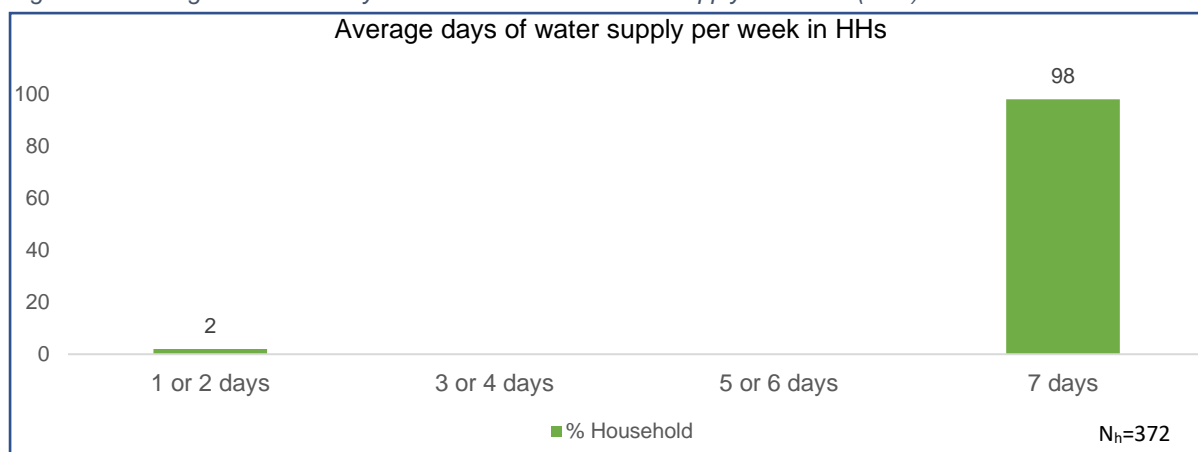 Average days of water supply per week in HHs
98
100
80
60
40
20
2
0
1 or 2 days
3 or 4 days
5 or 6 days
7 days
% Household
Nₕ=372